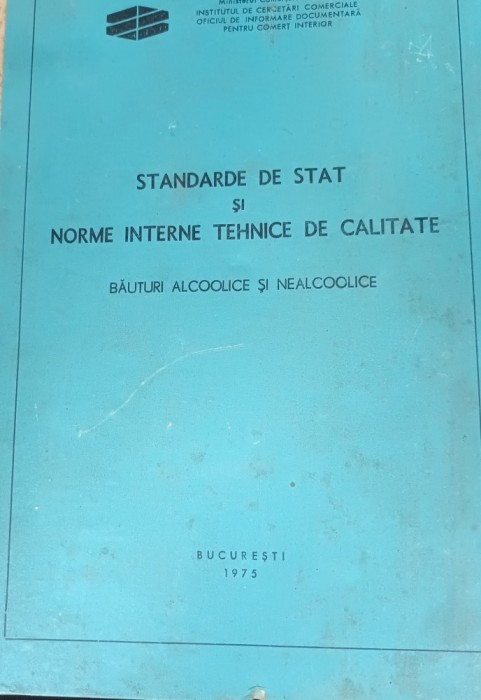 INSTITUTUL DE CERCETĂRI COMERCIALE
OFICIUL DE INFORMARE DOCUMENTARĂ
PENTRU COMERȚ INTERIOR
STANDARDE DE STAT
ȘI
NORME INTERNE TEHNICE DE CALITATE
BĂUTURI ALCOOLICE ȘI NEALCOOLICE
BUCUREȘTI
1975